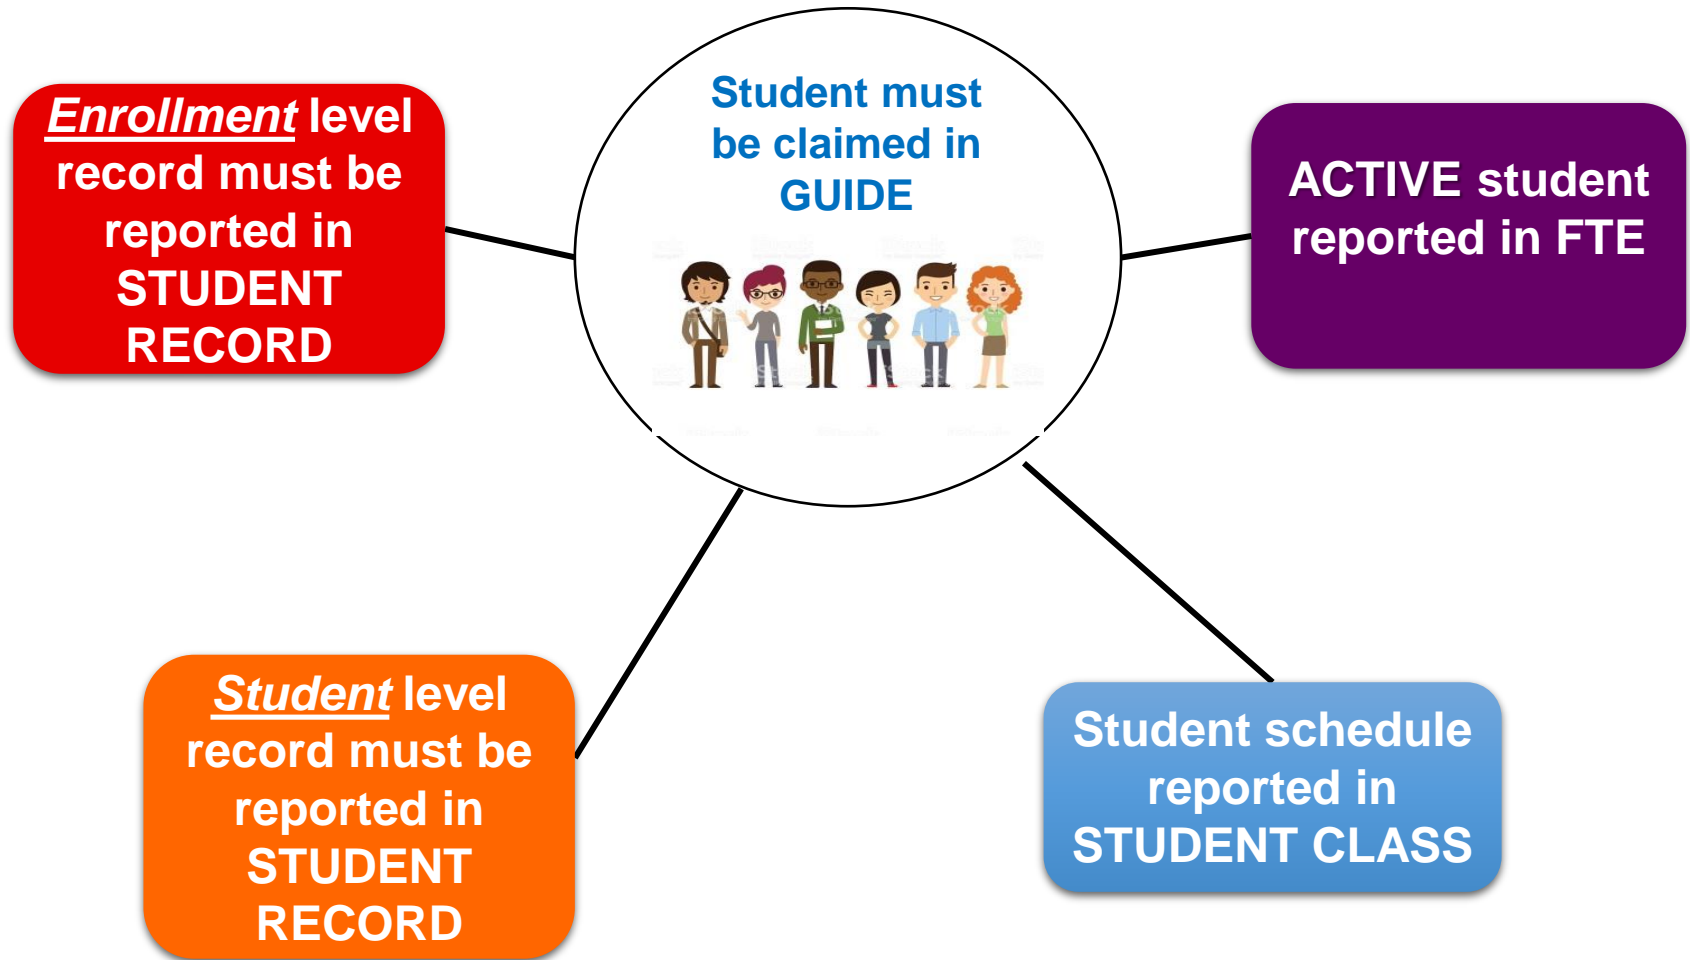 Student must
be claimed in
GUIDE
Enrollment level
record must be
reported in
STUDENT
RECORD
ACTIVE student
reported in FTE
Student level
record must be
reported in
STUDENT
RECORD
Student schedule
reported in
STUDENT CLASS